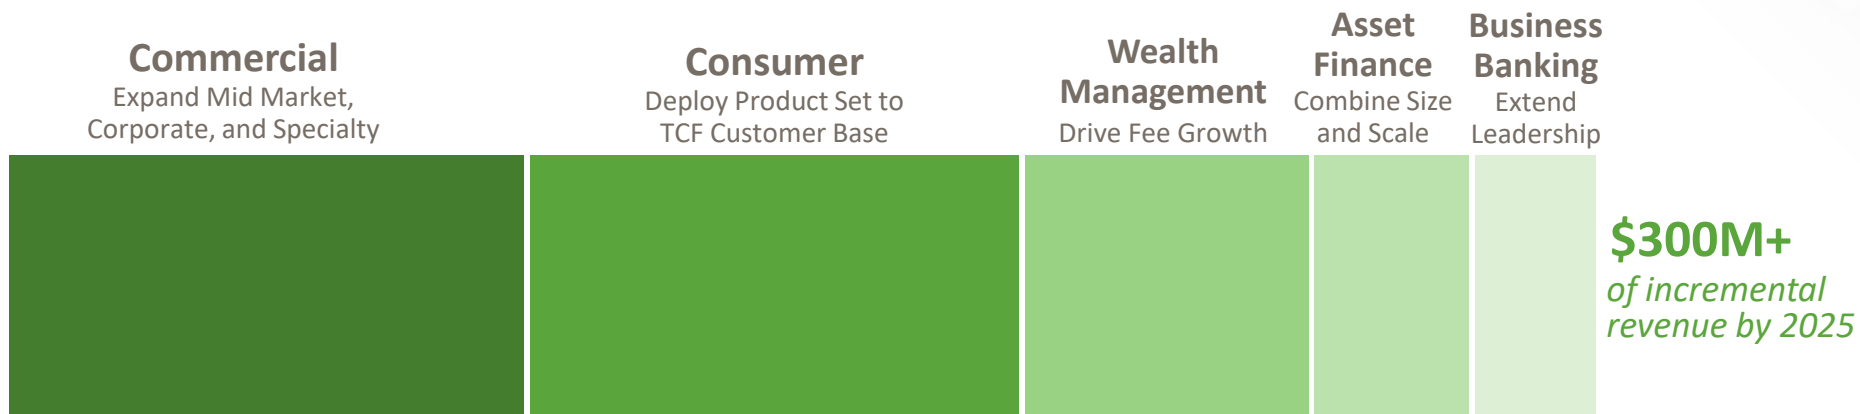 Commercial
Expand Mid Market,
Corporate, and Specialty
Consumer
Deploy Product Set to
TCF Customer Base
Wealth
Management
Drive Fee Growth
Asset
Finance
Combine Size
and Scale
Business
Banking
Extend
Leadership
$300M+
of incremental
revenue by 2025